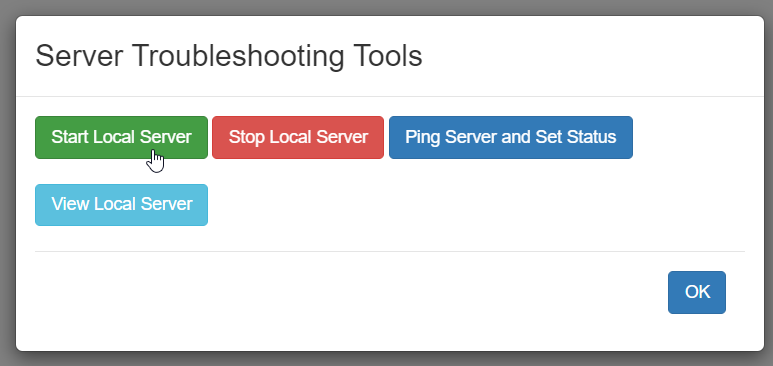 Server Troubleshooting Tools
Start Local Server Stop Local Server Ping Server and Set Status
View Local Server
OK